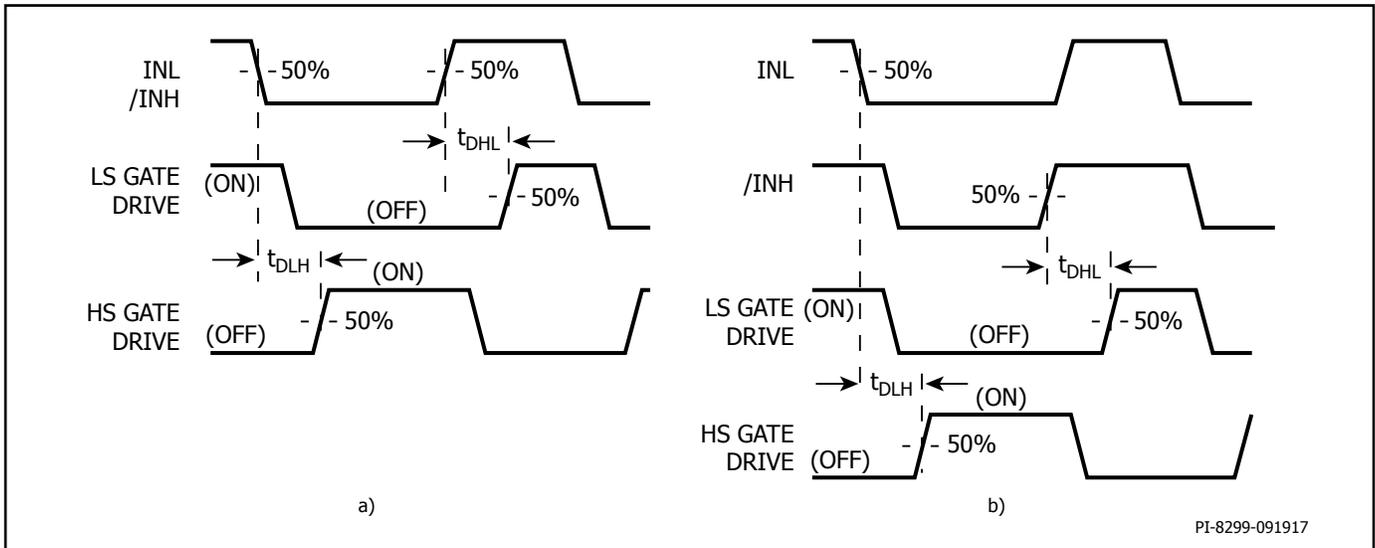 INL
/INH
50%
50%
tDHL
LS GATE
DRIVE
(ON)
(OFF)
50%
tDLH
HS GATE
DRIVE
(OFF)
(ON)
50%
a)
INL
50%
/INH
50%
tDHL
LS GATE
DRIVE
(ON)
(OFF)
50%
tDLH
HS GATE
DRIVE
(OFF)
(ON)
50%
b)
PI-8299-091917